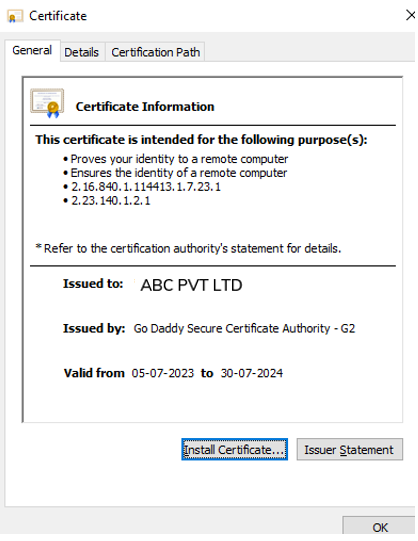 Certificate
General Details Certification Path
Certificate Information
This certificate is intended for the following purpose(s):
• Proves your identity to a remote computer
• Ensures the identity of a remote computer
• 2.16.840.1.114413.1.7.23.1
• 2.23.140.1.2.1
* Refer to the certification authority's statement for details.
Issued to: ABC PVT LTD
Issued by: Go Daddy Secure Certificate Authority - G2
Valid from 05-07-2023 to 30-07-2024
Install Certificate... Issuer Statement
OK